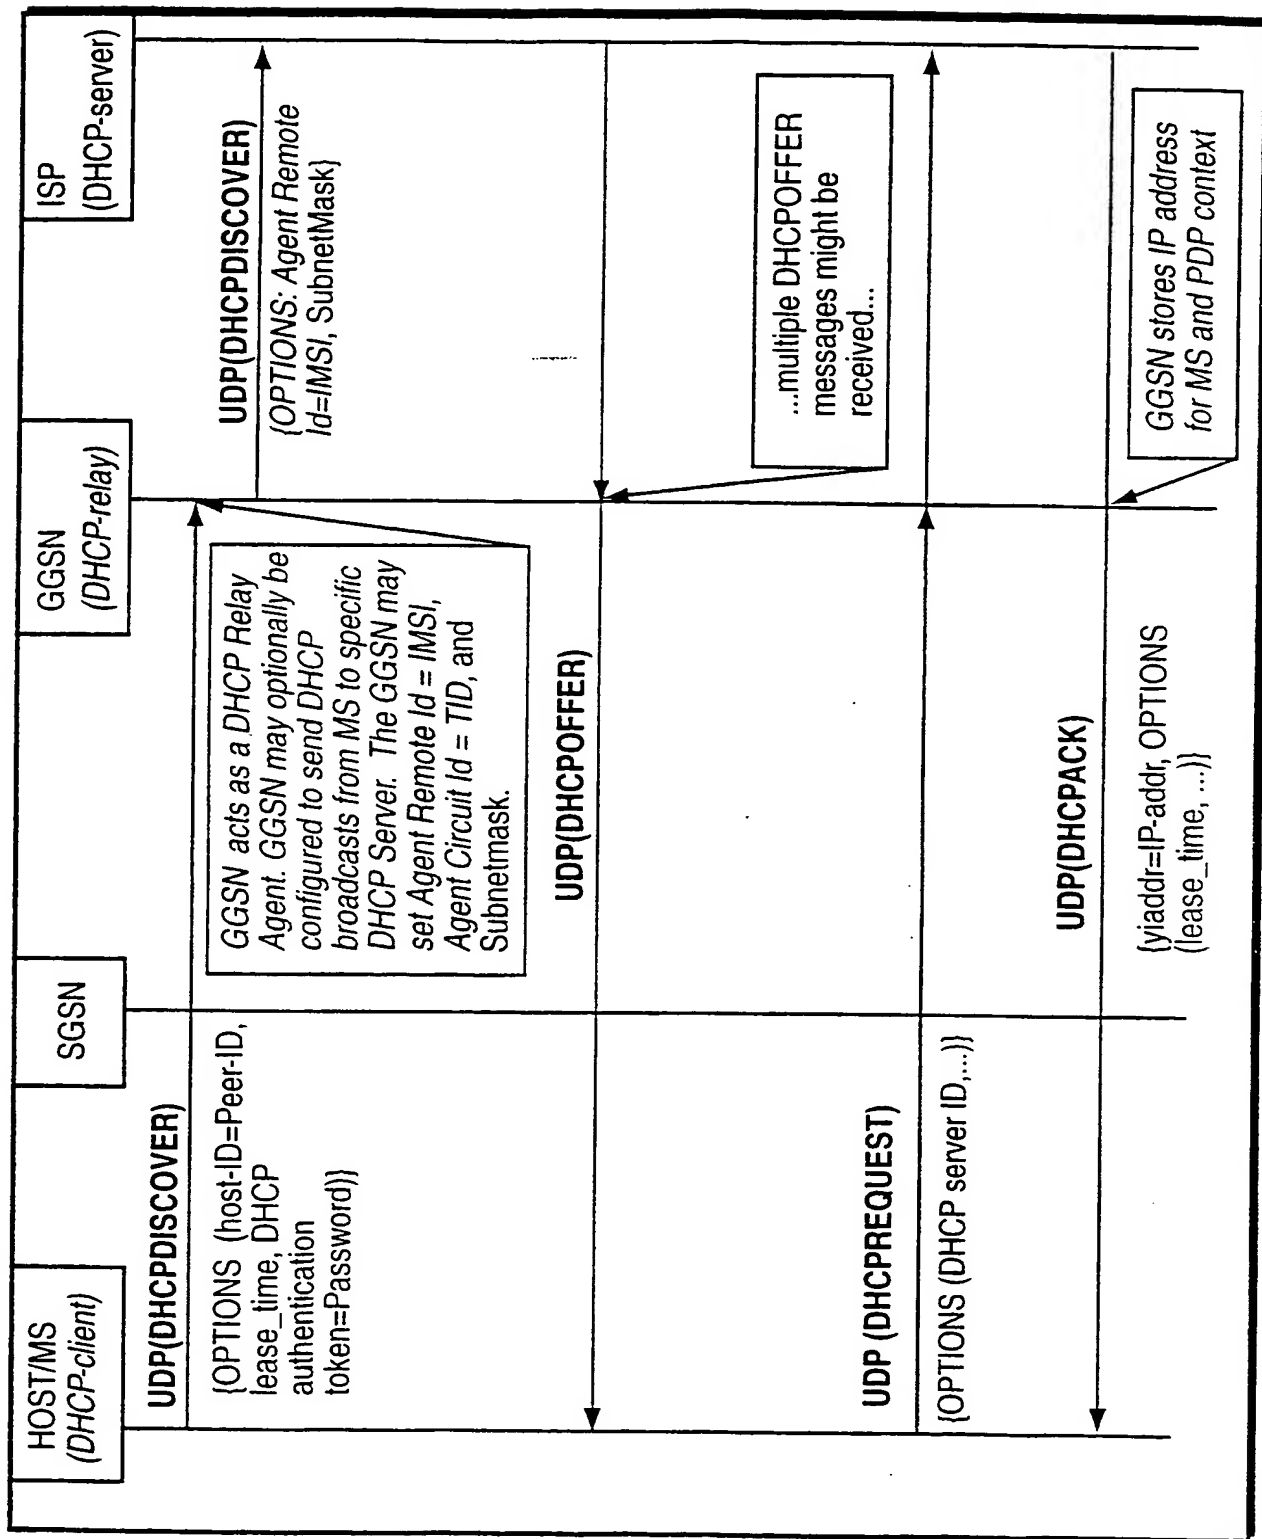 HOST/MS
(DHCP-client)
SGSN
GGSN
(DHCP-relay)
ISP
(DHCP-server)
UDP(DHCPDISCOVER)
{OPTIONS (host-ID=Peer-ID,
lease_time, DHCP
authentication
token=Password)}
GGSN acts as a DHCP Relay
Agent. GGSN may optionally be
configured to send DHCP
broadcasts from MS to specific
DHCP Server. The GGSN may
set Agent Remote Id = IMSI,
Agent Circuit Id = TID, and
Subnetmask.
UDP(DHCPDISCOVER)
{OPTIONS: Agent Remote
Id=IMSI, SubnetMask}
UDP(DHCPOFFER)
...multiple DHCPOFFER
messages might be
received...
UDP (DHCPREQUEST)
{OPTIONS (DHCP server ID,...)}
UDP(DHCPACK)
{yiaddr=IP-addr, OPTIONS
(lease_time, ...)}
GGSN stores IP address
for MS and PDP context